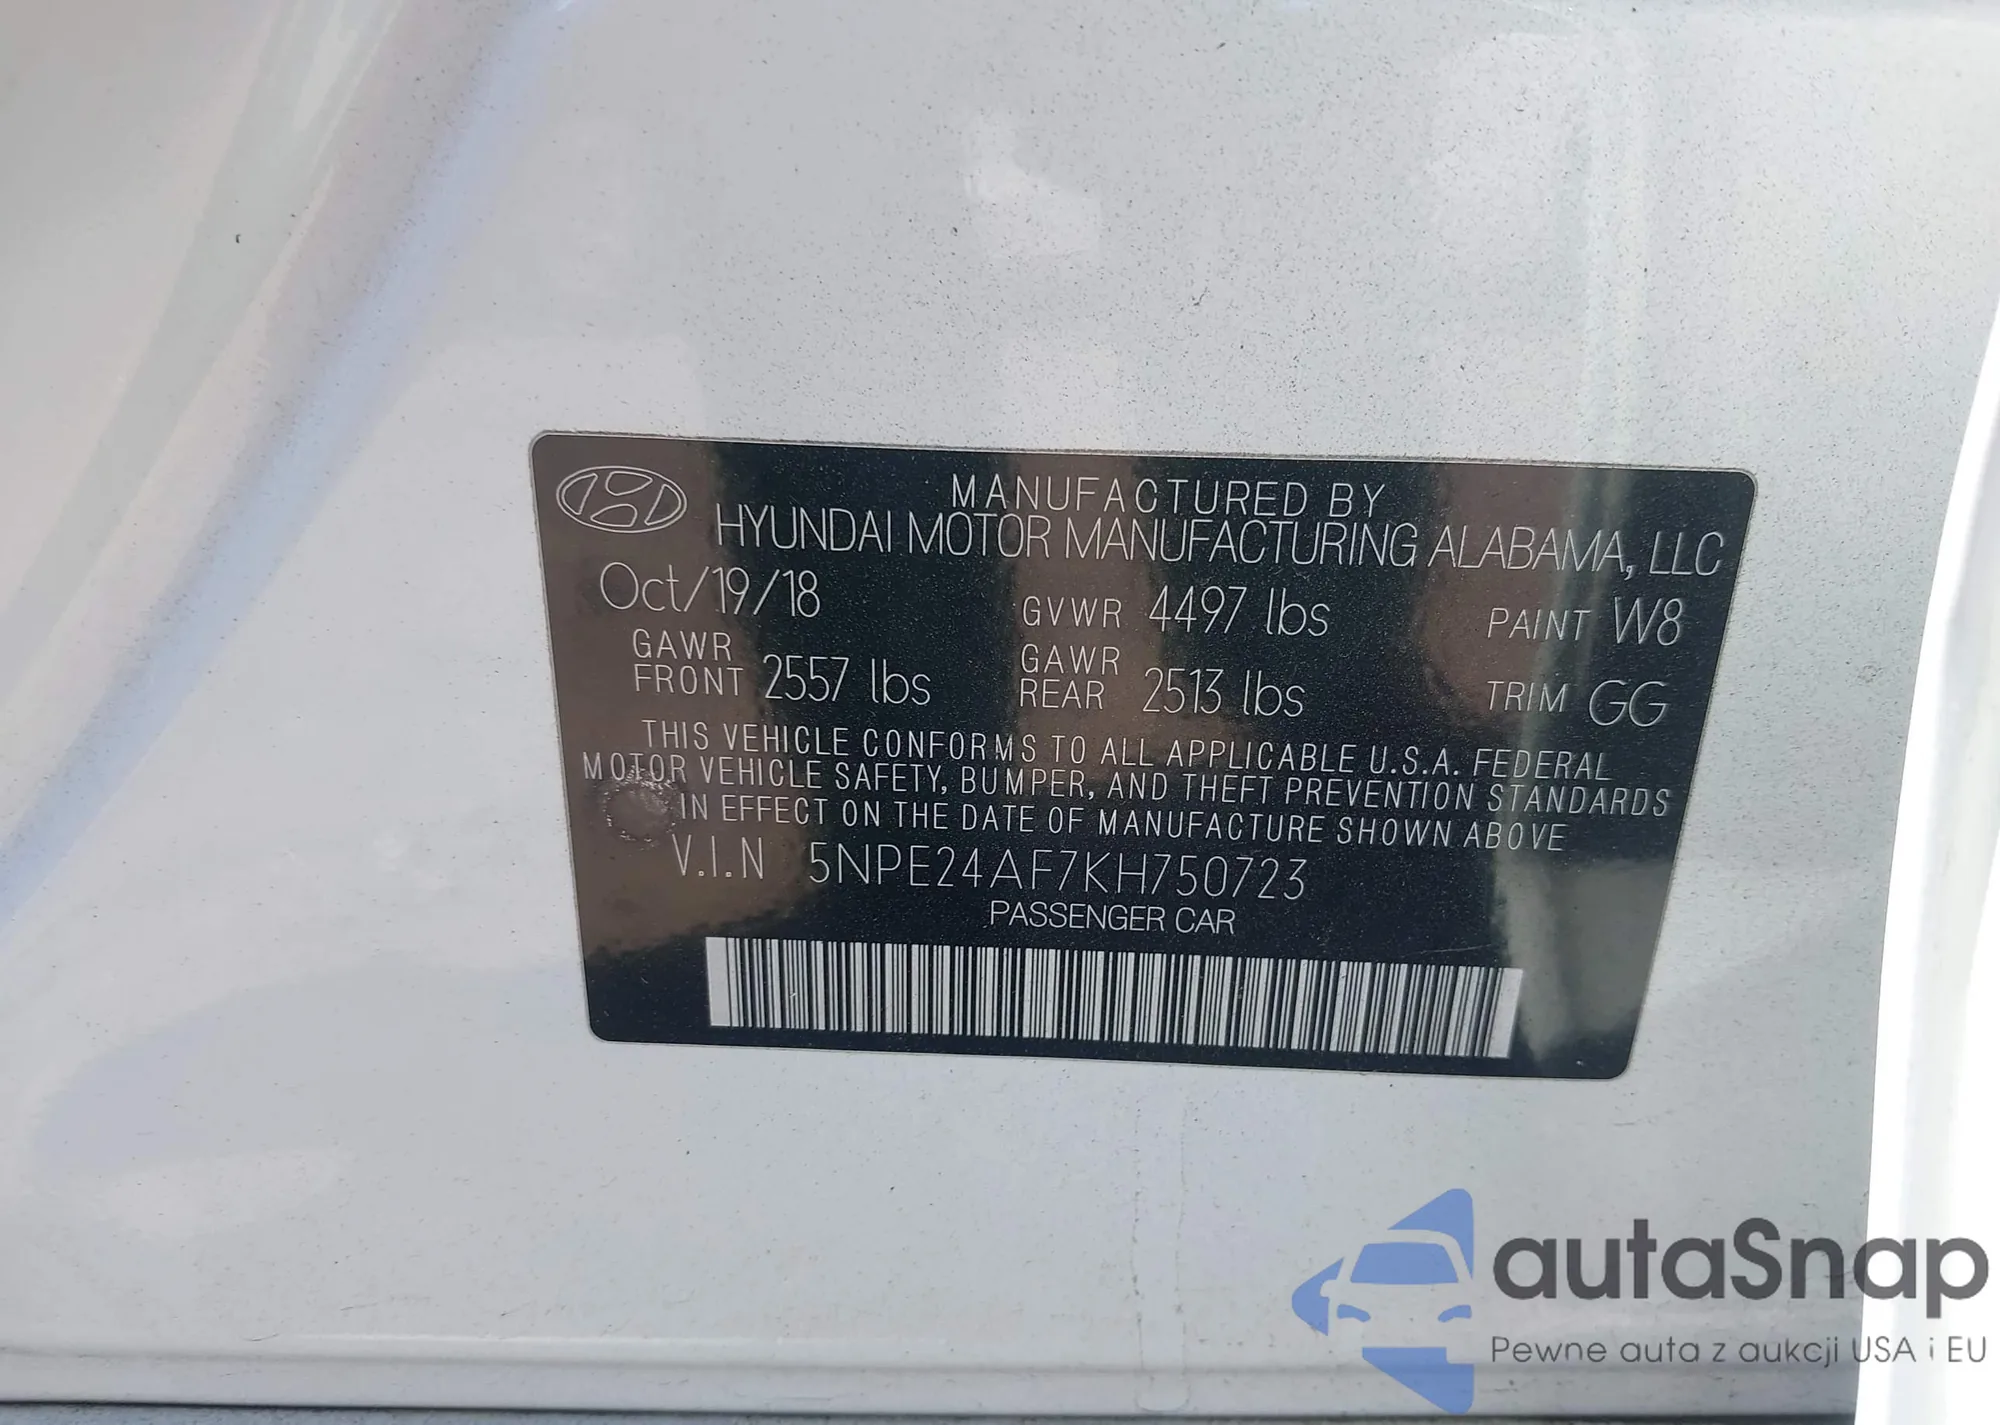 MANUFACTURED BY
HYUNDAI MOTOR MANUFACTURING ALABAMA, LLC
Oct/19/18 GVWR 4497 lbs PAINT W8
GAWR FRONT 2557 lbs GAWR REAR 2513 lbs TRIM GG
THIS VEHICLE CONFORMS TO ALL APPLICABLE U.S.A. FEDERAL
MOTOR VEHICLE SAFETY, BUMPER, AND THEFT PREVENTION STANDARDS
IN EFFECT ON THE DATE OF MANUFACTURE SHOWN ABOVE
V.I.N 5NPE24AF7KH750723
PASSENGER CAR
autaSnap
Pewne auta z aukcji USA i EU